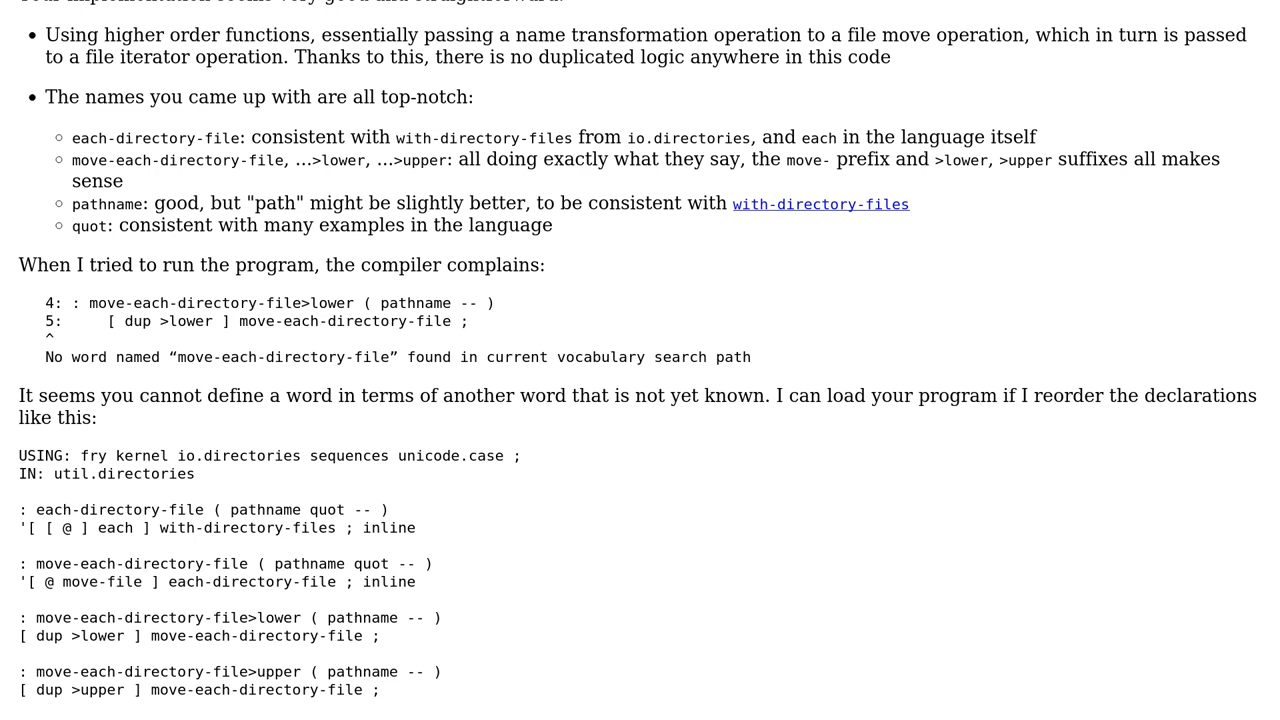 Your implementation seems very good and straightforward:
• Using higher order functions, essentially passing a name transformation operation to a file move operation, which in turn is passed
to a file iterator operation. Thanks to this, there is no duplicated logic anywhere in this code
• The names you came up with are all top-notch:
◦ each-directory-file: consistent with with-directory-files from io.directories, and each in the language itself
◦ move-each-directory-file, ...>lower, ...>upper: all doing exactly what they say, the move- prefix and >lower, >upper suffixes all makes
sense
◦ pathname: good, but "path" might be slightly better, to be consistent with with-directory-files
◦ quot: consistent with many examples in the language
When I tried to run the program, the compiler complains:
4: : move-each-directory-file>lower ( pathname -- )
5:     [ dup >lower ] move-each-directory-file ;
^
No word named “move-each-directory-file” found in current vocabulary search path
It seems you cannot define a word in terms of another word that is not yet known. I can load your program if I reorder the declarations
like this:
USING: fry kernel io.directories sequences unicode.case ;
IN: util.directories
: each-directory-file ( pathname quot -- )
'[ [ @ ] each ] with-directory-files ; inline
: move-each-directory-file ( pathname quot -- )
'[ @ move-file ] each-directory-file ; inline
: move-each-directory-file>lower ( pathname -- )
[ dup >lower ] move-each-directory-file ;
: move-each-directory-file>upper ( pathname -- )
[ dup >upper ] move-each-directory-file ;